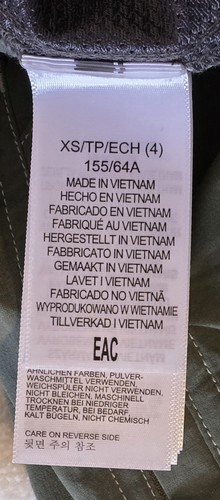 XS/TP/ECH (4)
155/64A
MADE IN VIETNAM
HECHO EN VIETNAM
FABRICADO EN VIETNAM
FABRIQUÉ AU VIETNAM
HERGESTELLT IN VIETNAM
FABBRICATO IN VIETNAM
GEMAAKT IN VIETNAM
LAVET I VIETNAM
FABRICADO NO VIETNÃ
WYPRODUKOWANO W WIETNAMIE
TILLVERKAD I VIETNAM
EAC
ÄHNLICHEN FARBEN, PULVER-
WASCHMITTEL VERWENDEN,
WEICHSPÜLER NICHT VERWENDEN,
NICHT BLEICHEN, MASCHINELL
TROCKNEN BEI NIEDRIGER
TEMPERATUR, BEI BEDARF
KALT BÜGELN, NICHT CHEMISCH
CARE ON REVERSE SIDE
뒷면 주의 참조